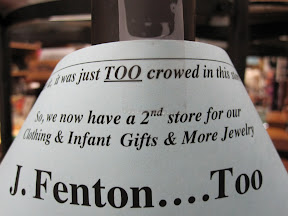 it was just TOO crowed in this
So, we now have a 2nd store for our
Clothing & Infant Gifts & More Jewelry
J. Fenton....Too